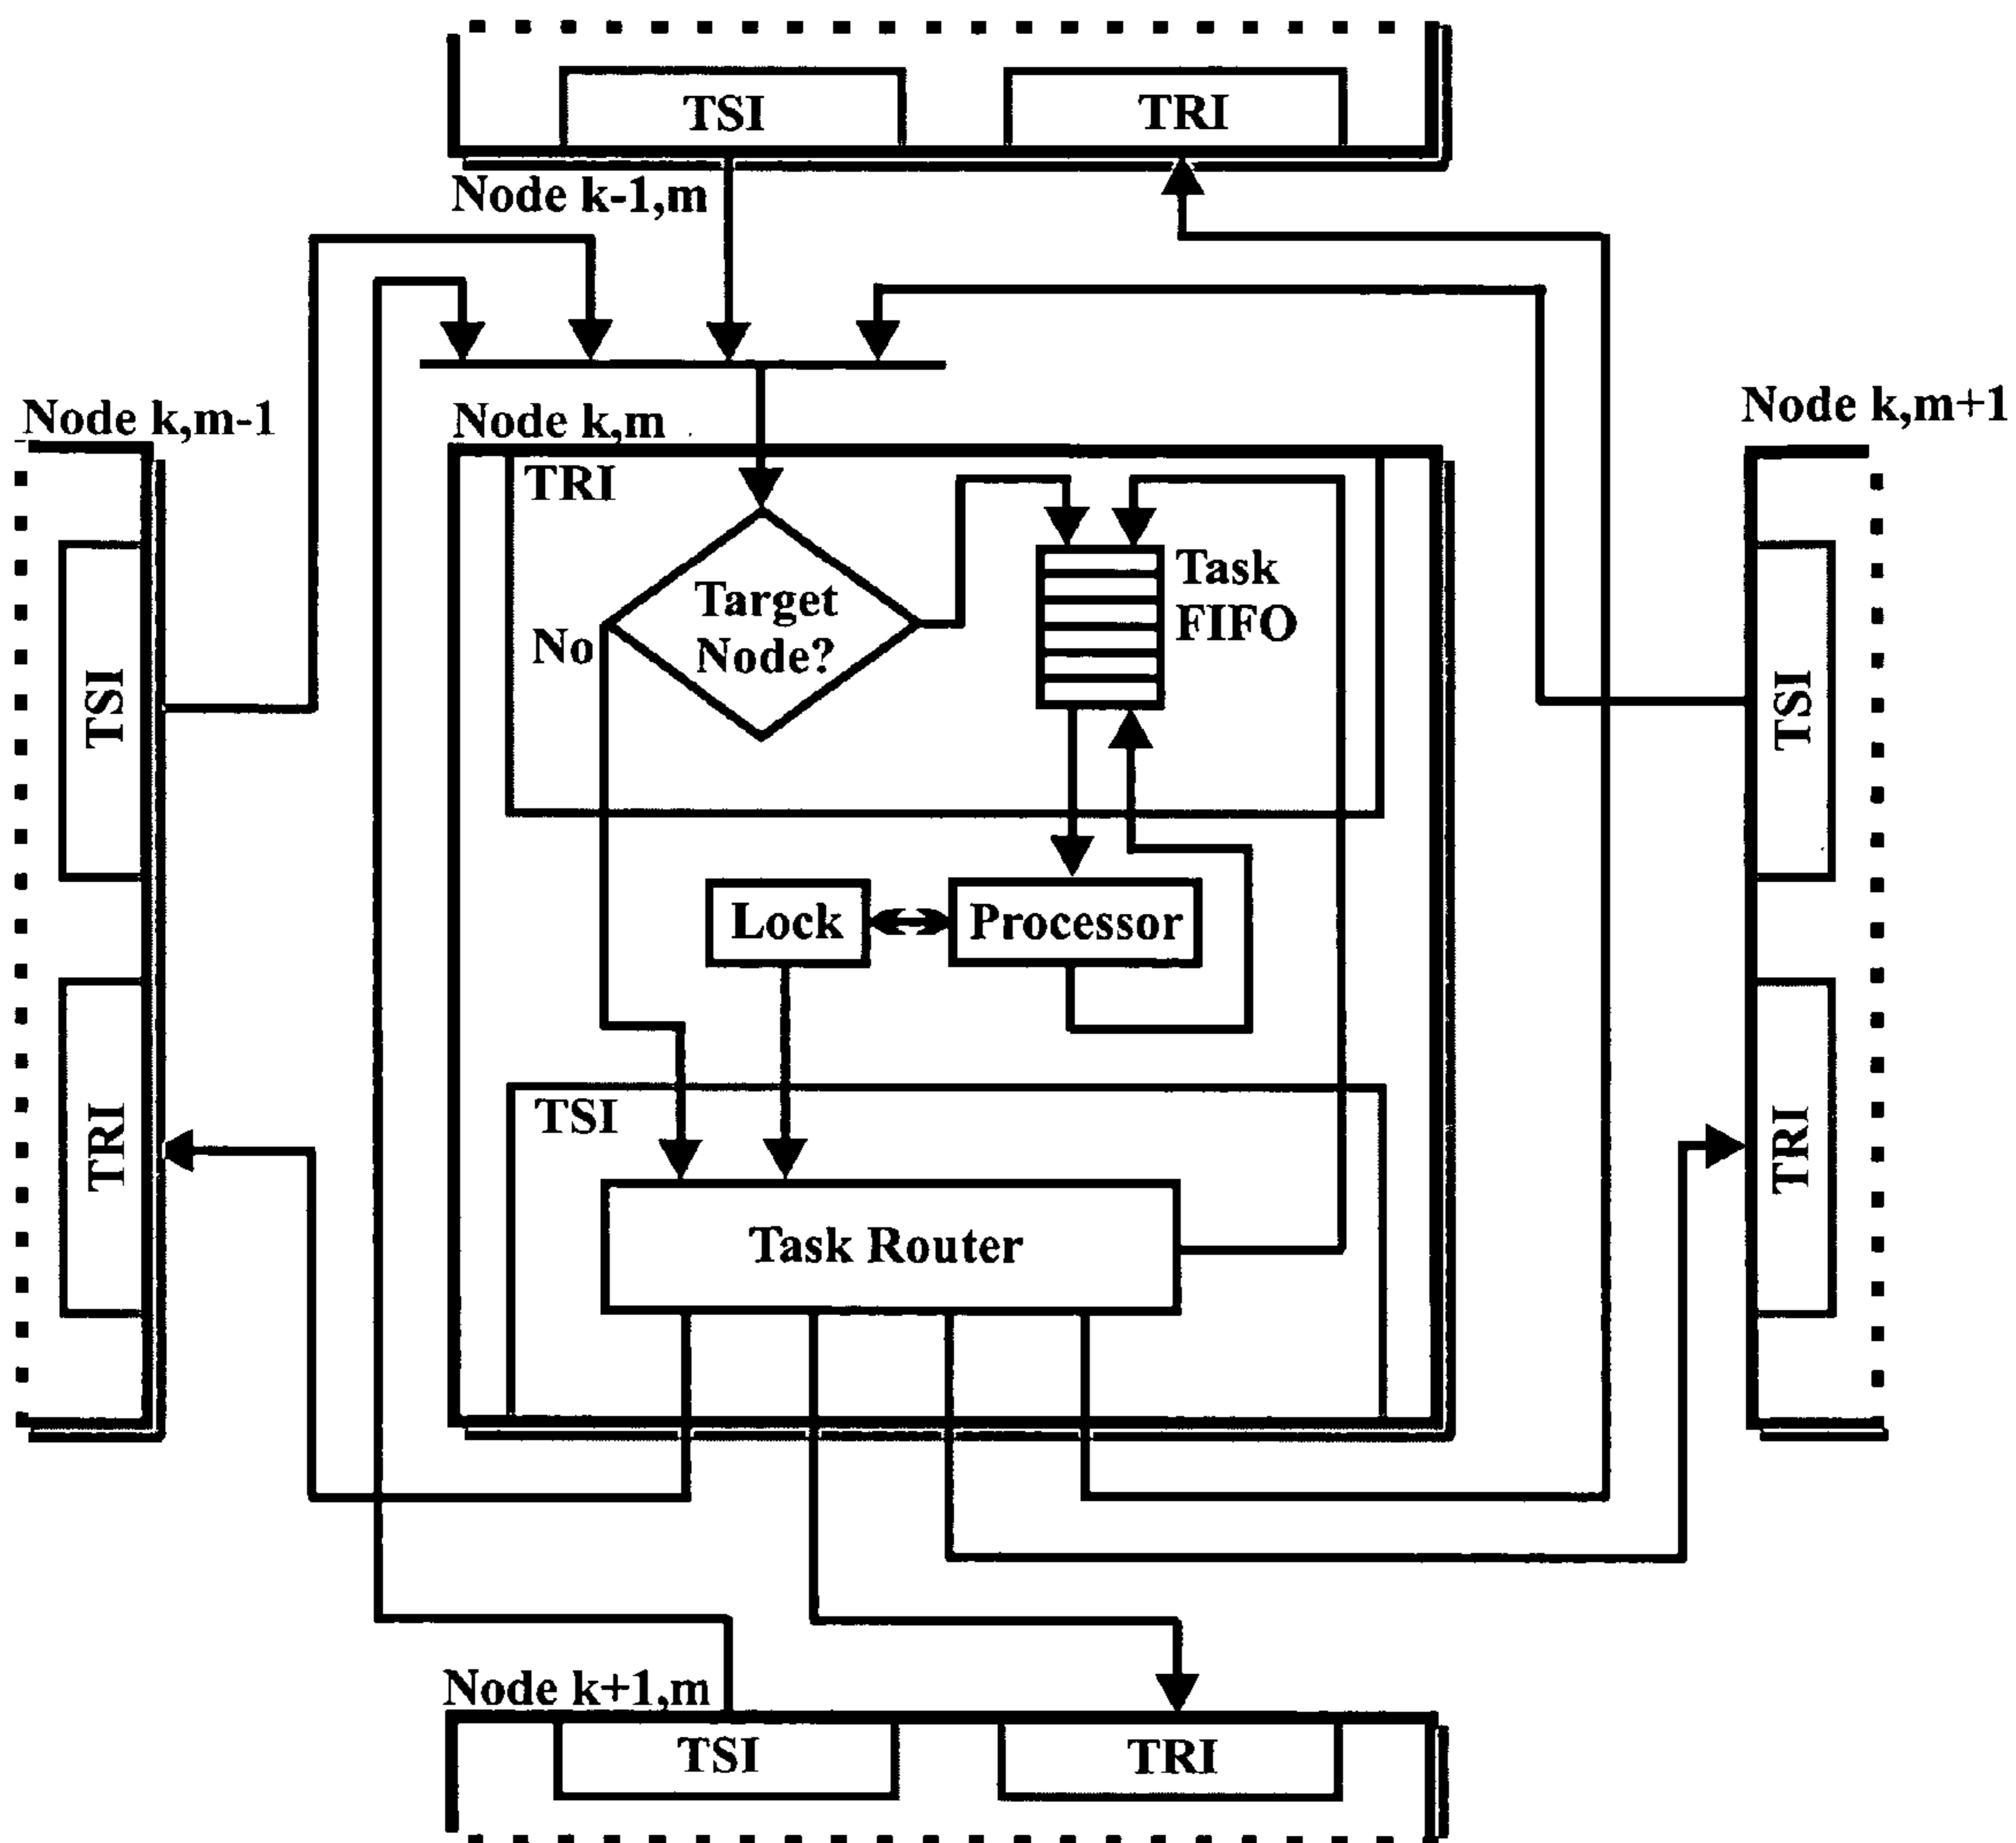 TSI
TRI
Node k-1,m
Node k,m-1
Node k,m
Node k,m+1
TRI
Target
Node?
No
Task
FIFO
TSI
TSI
Lock
Processor
TSI
TRI
TRI
Task Router
Node k+1,m
TSI
TRI